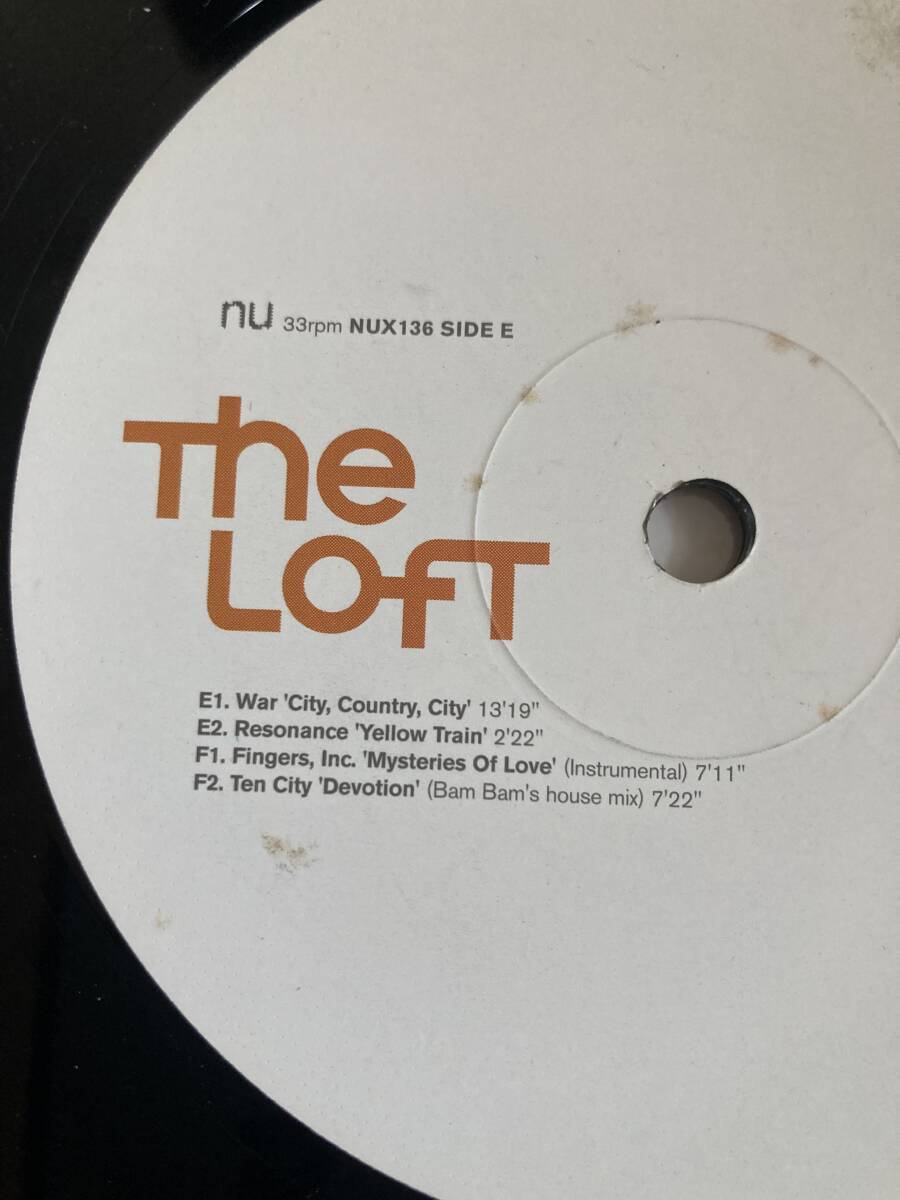 nu 33rpm NUX136 SIDE E
The
LOfT
E1. War 'City, Country, City' 13'19"
E2. Resonance 'Yellow Train' 2'22"
F1. Fingers, Inc. 'Mysteries Of Love' (Instrumental) 7'11"
F2. Ten City 'Devotion' (Bam Bam's house mix) 7'22"